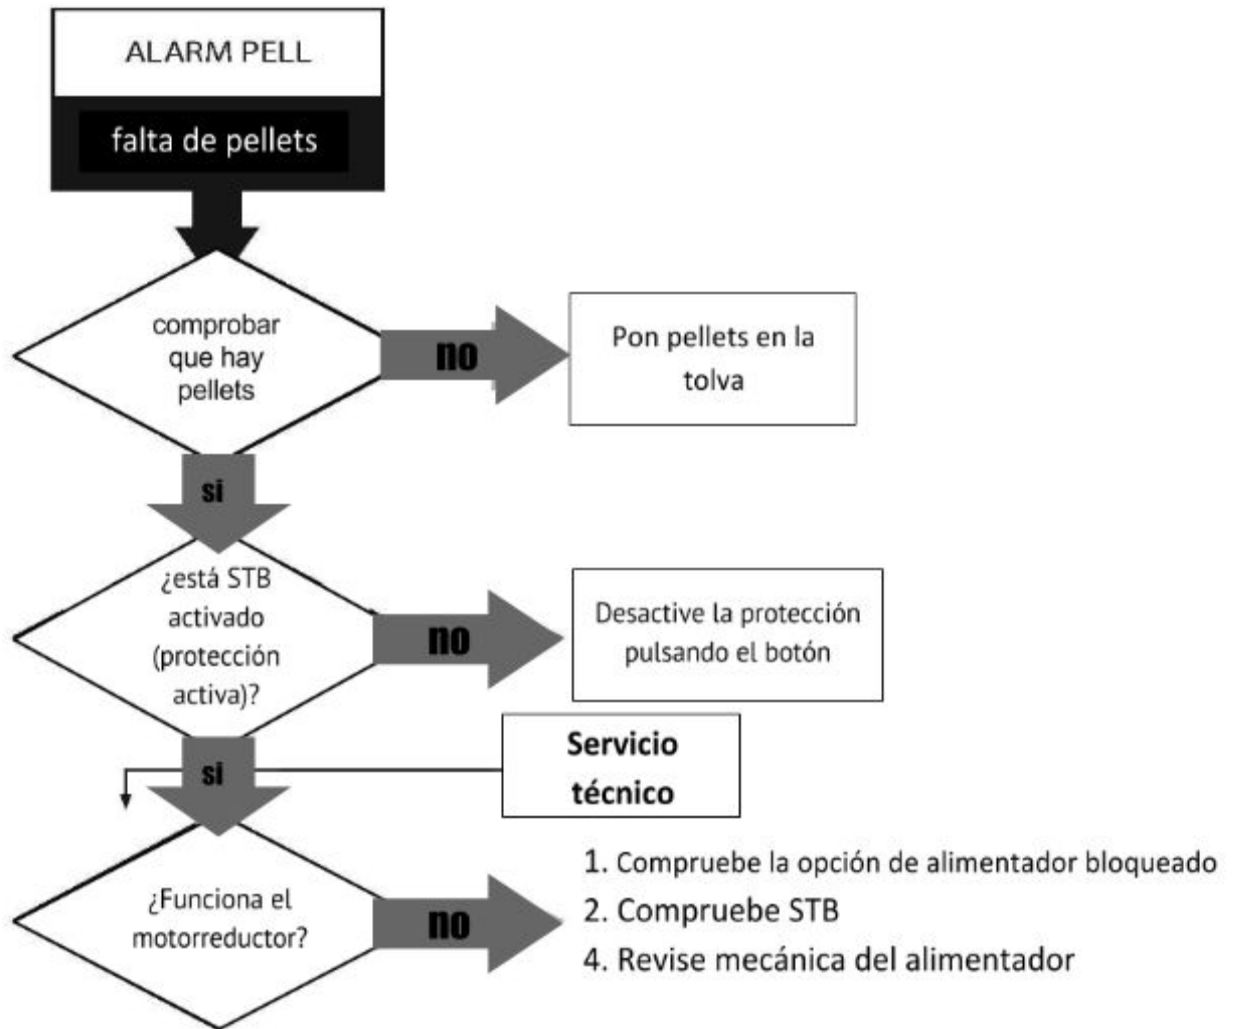 ALARM PELL
falta de pellets
comprobar
que hay
pellets
no
Pon pellets en la
tolva
si
¿está STB
activado
(protección
activa)?
no
Desactive la protección
pulsando el botón
si
Servicio
técnico
¿Funciona el
motorreductor?
no
1. Compruebe la opción de alimentador bloqueado
2. Compruebe STB
4. Revise mecánica del alimentador